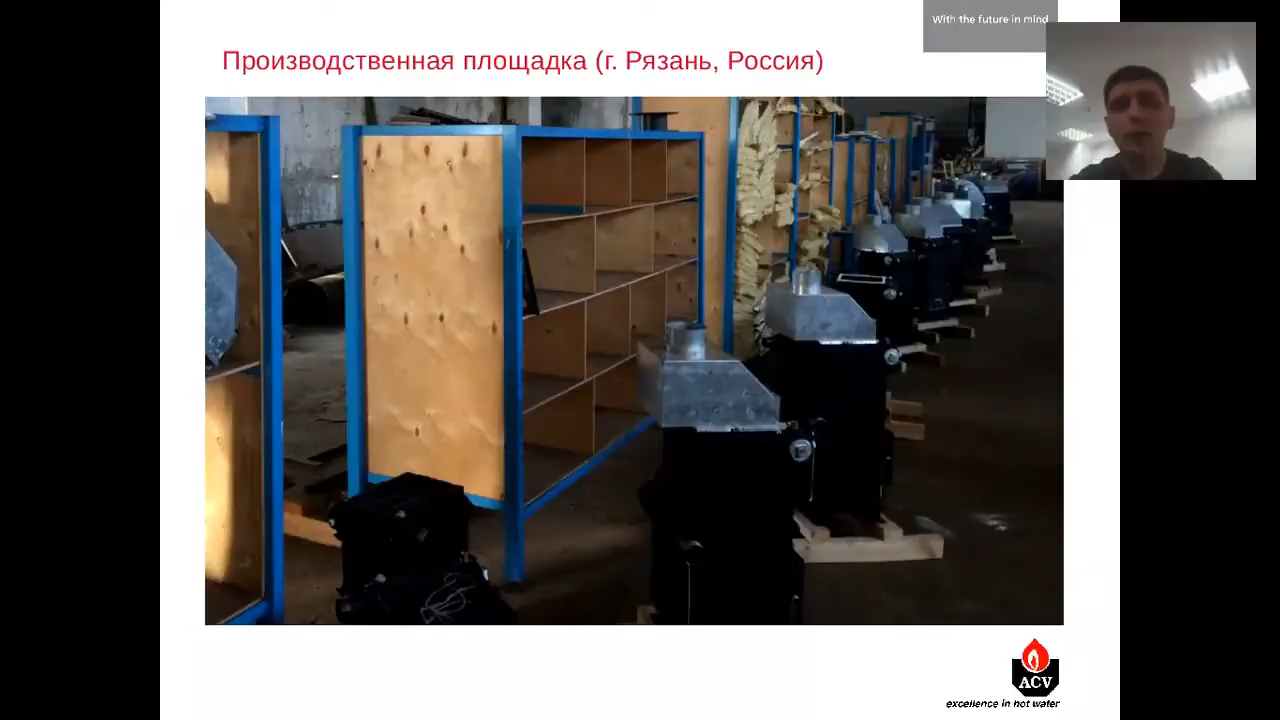 With the future in mind
Производственная площадка (г. Рязань, Россия)
ACV
excellence in hot water